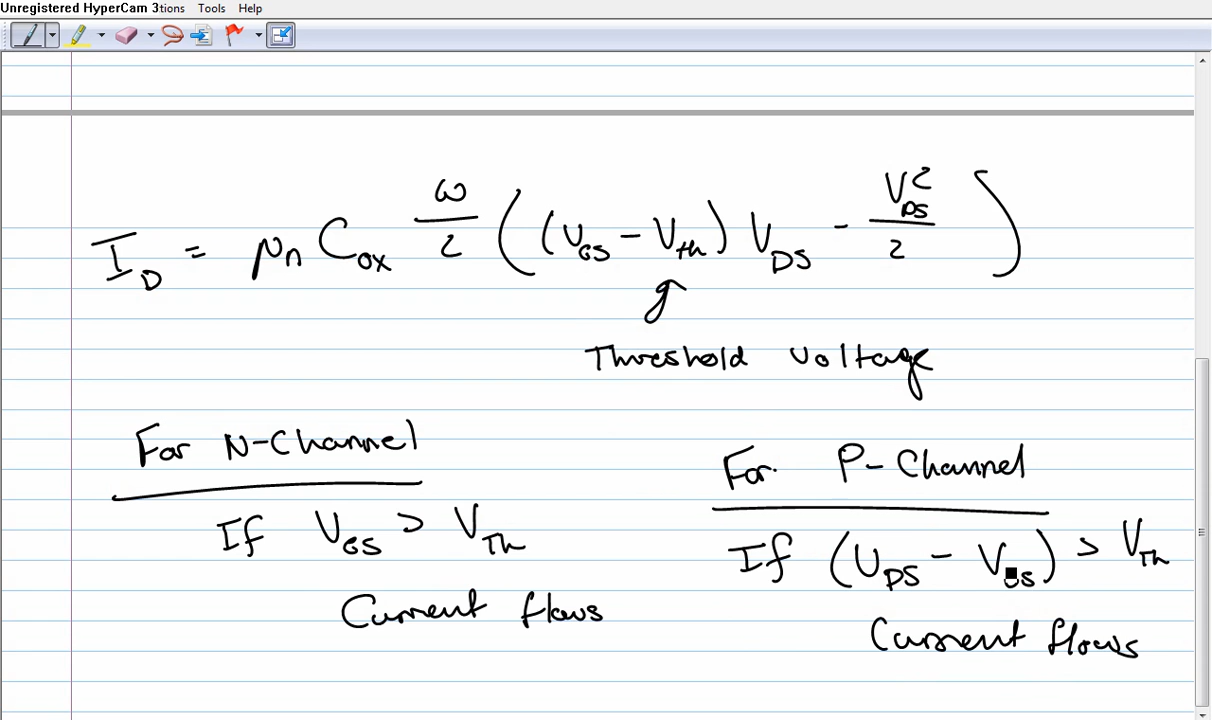 Unregistered HyperCam 3tions Tools Help
I_D = μn Cox ω/2 ((VGS - Vth) VDS - VDS²/2)
Threshold voltage
For N-Channel
If VGS > VTh
Current flows
For P-Channel
If (VDS - VGS) > VTh
Current flows